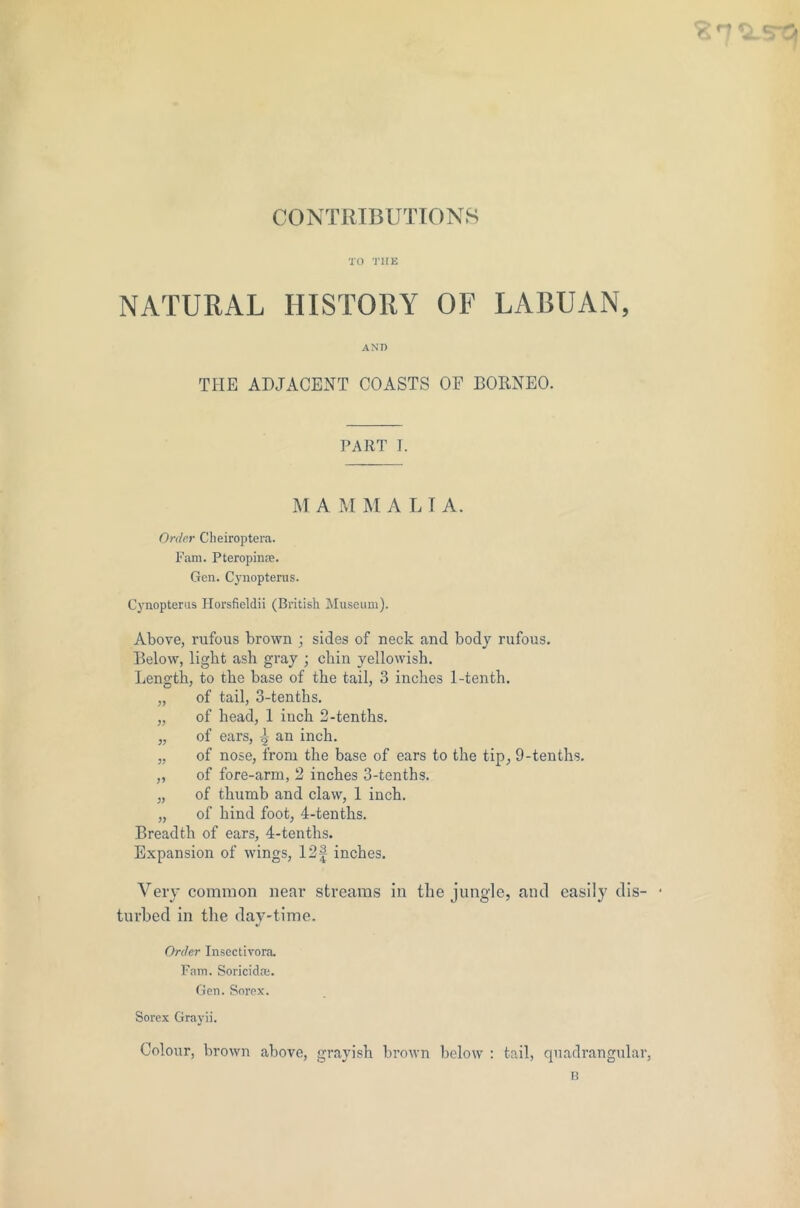 87250
CONTRIBUTIONS
TO THE
NATURAL HISTORY OF LABUAN,
AND
THE ADJACENT COASTS OF BORNEO.
PART I.
MAMMALIA.
Order Cheiroptera.
Fam. Pteropinæ.
Gen. Cynopterus.
Cynopterus Horsfieldii (British Museum).
Above, rufous brown ; sides of neck and body rufous.
Below, light ash gray ; chin yellowish.
Length, to the base of the tail, 3 inches 1-tenth.
„ of tail, 3-tenths.
„ of head, 1 inch 2-tenths.
„ of ears, ½ an inch.
„ of nose, from the base of ears to the tip, 9-tenths.
„ of fore-arm, 2 inches 3-tenths.
„ of thumb and claw, 1 inch.
„ of hind foot, 4-tenths.
Breadth of ears, 4-tenths.
Expansion of wings, 12¾ inches.
Very common near streams in the jungle, and easily dis-
turbed in the day-time.
Order Insectivora.
Fam. Soricidæ.
Gen. Sorex.
Sorex Grayii.
Colour, brown above, grayish brown below : tail, quadrangular,
B